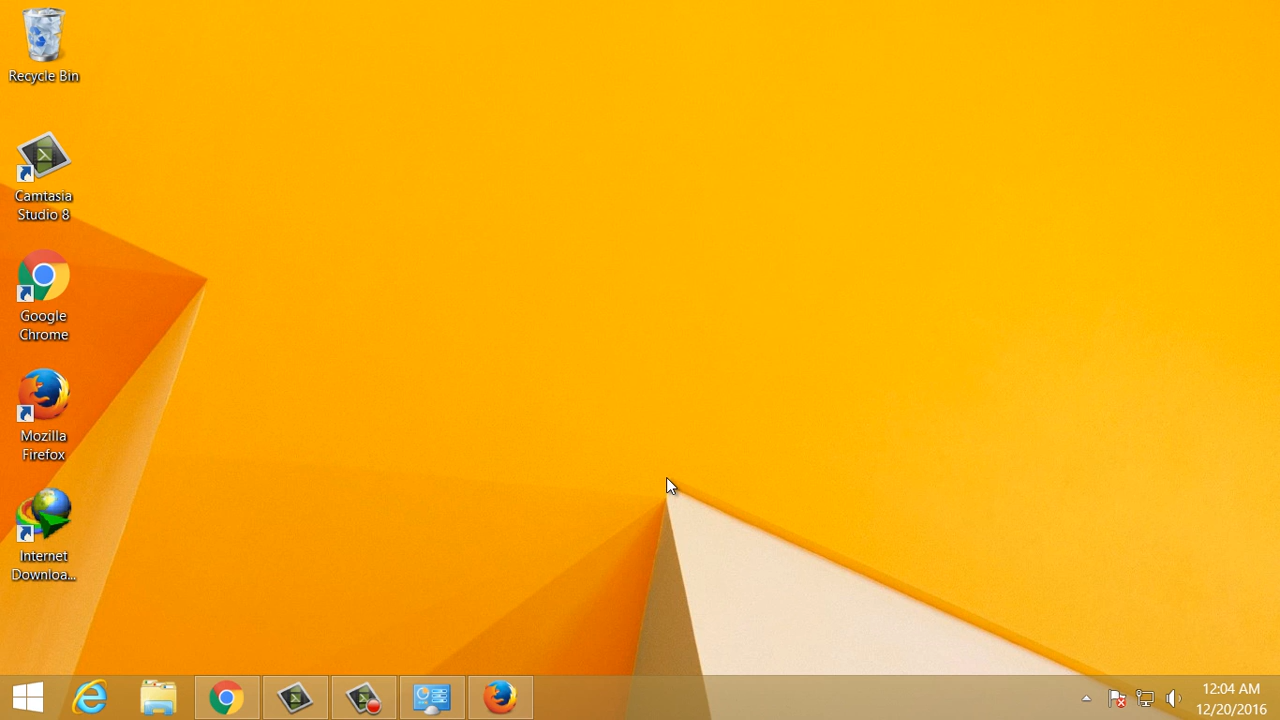 Recycle Bin
Camtasia
Studio 8
Google
Chrome
Mozilla
Firefox
Internet
Downloa...
12:04 AM
12/20/2016